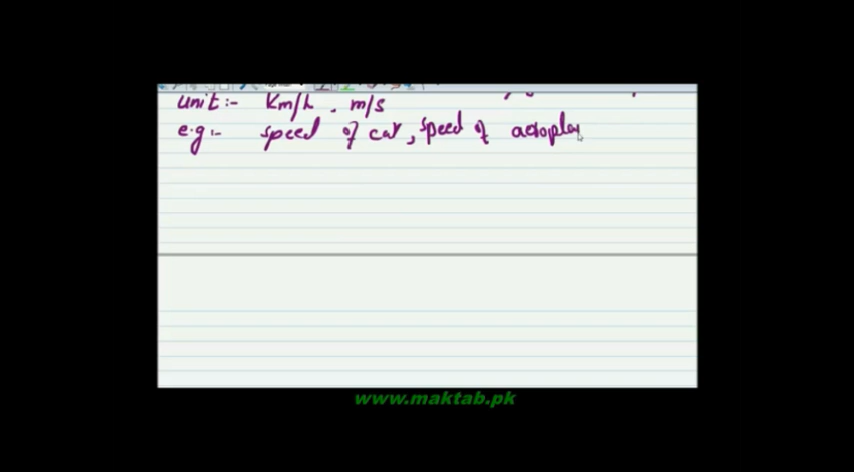 unit:- Km/h . m/s
e.g:- speed of car, speed of aeroplan
www.maktab.pk